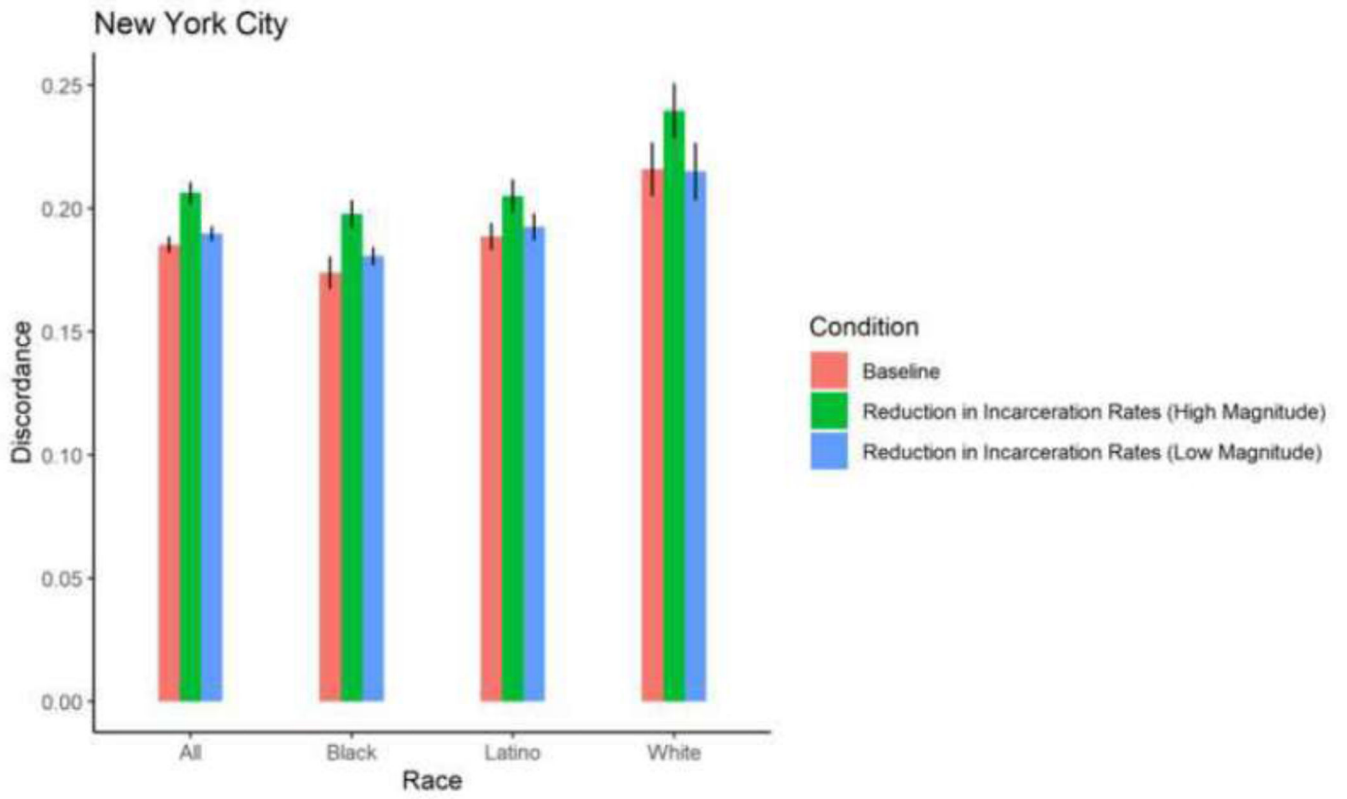 New York City
0.25
0.20
0.15
0.10
0.05
0.00
Discordance
All Black Latino White
Race
Condition
Baseline
Reduction in Incarceration Rates (High Magnitude)
Reduction in Incarceration Rates (Low Magnitude)